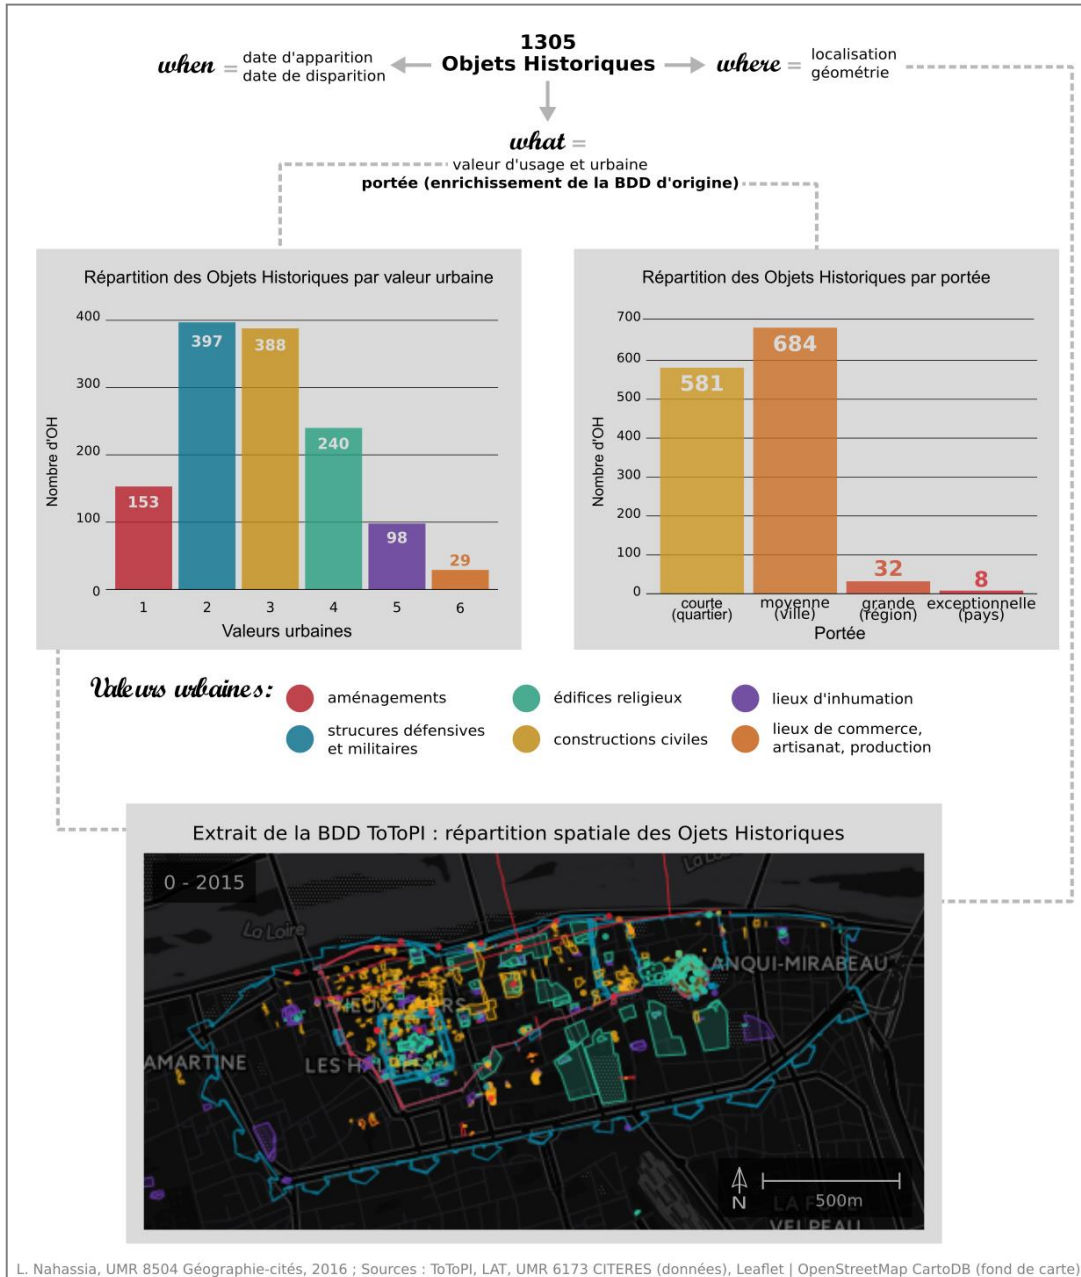 1305
Objets Historiques
when =
date d'apparition
date de disparition
where =
localisation
géométrie
what =
valeur d'usage et urbaine
portée (enrichissement de la BDD d'origine)
Répartition des Objets Historiques par valeur urbaine
Nombre d'OH
400
300
200
100
0
153
397
388
240
98
29
1 2 3 4 5 6
Valeurs urbaines
Répartition des Objets Historiques par portée
Nombre d'OH
700
600
500
400
300
200
100
0
581
684
32
8
courte
(quartier)
moyenne
(ville)
grande
(région)
exceptionnelle
(pays)
Portée
Valeurs urbaines:
aménagements
édifices religieux
lieux d'inhumation
strucures défensives
et militaires
constructions civiles
lieux de commerce,
artisanat, production
Extrait de la BDD ToToPI : répartition spatiale des Ojets Historiques
0 - 2015
La Loire
La Loire
LANQUI-MIRABEAU
AMARTINE
LES
N
500m
VELPEAU
L. Nahassia, UMR 8504 Géographie-cités, 2016 ; Sources : ToToPI, LAT, UMR 6173 CITERES (données), Leaflet | OpenStreetMap CartoDB (fond de carte)